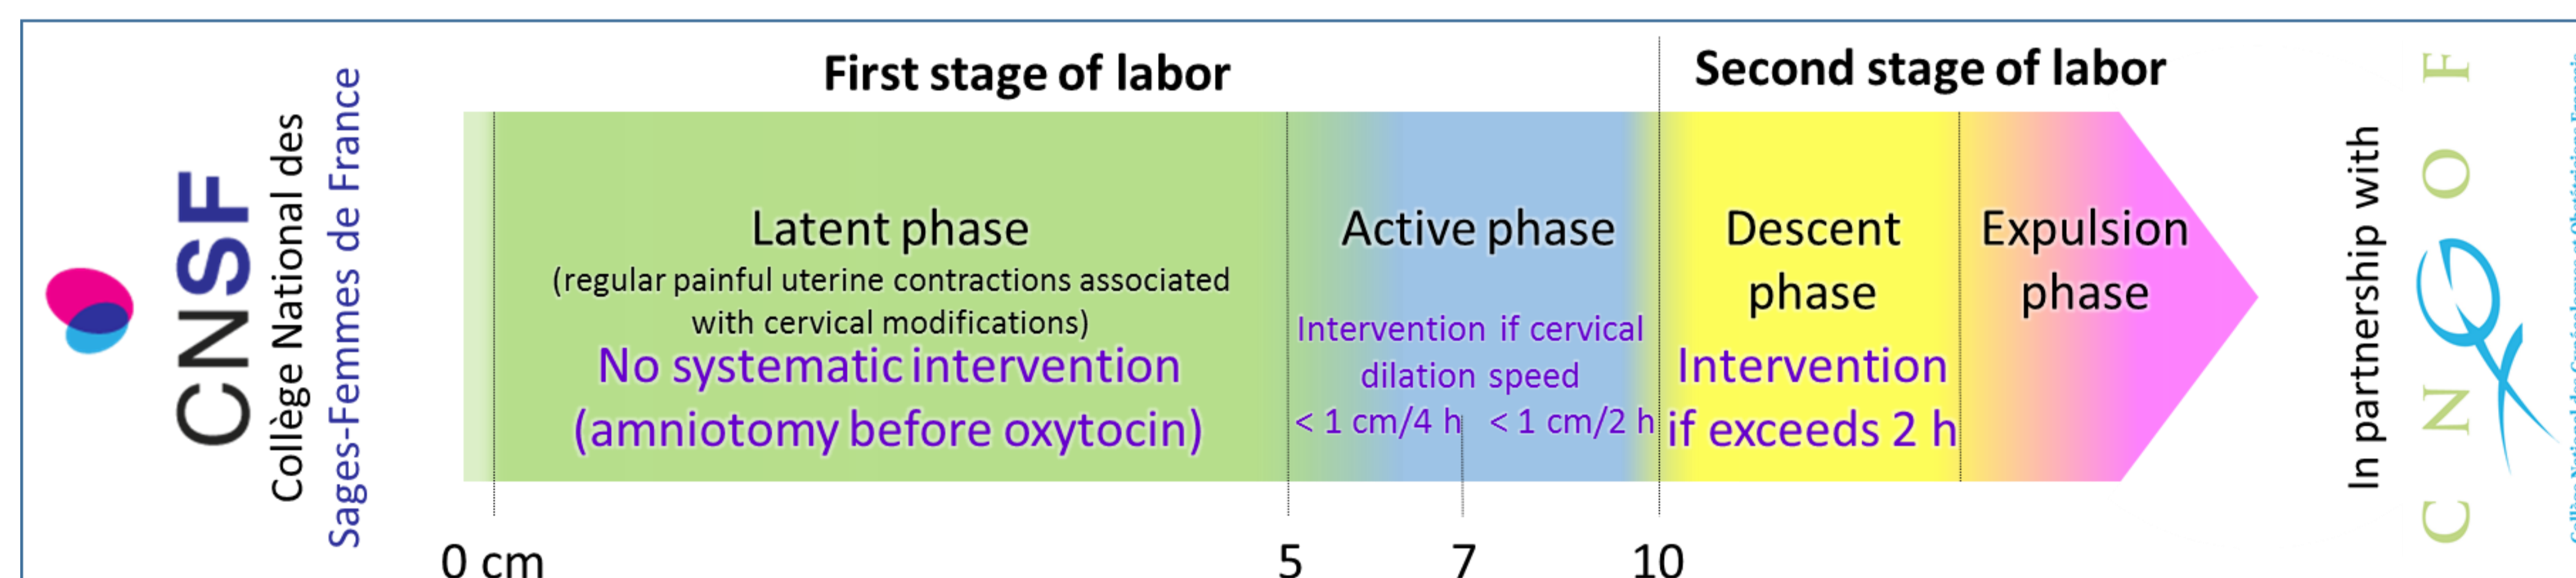 CNSF
Collège National des
Sages-Femmes de France
First stage of labor
Second stage of labor
Latent phase
(regular painful uterine contractions associated
with cervical modifications)
No systematic intervention
(amniotomy before oxytocin)
Active phase
Intervention if cervical
dilation speed
< 1 cm/4 h
< 1 cm/2 h
Descent
phase
Intervention
if exceeds 2 h
Expulsion
phase
0 cm
5
7
10
In partnership with
CNOF